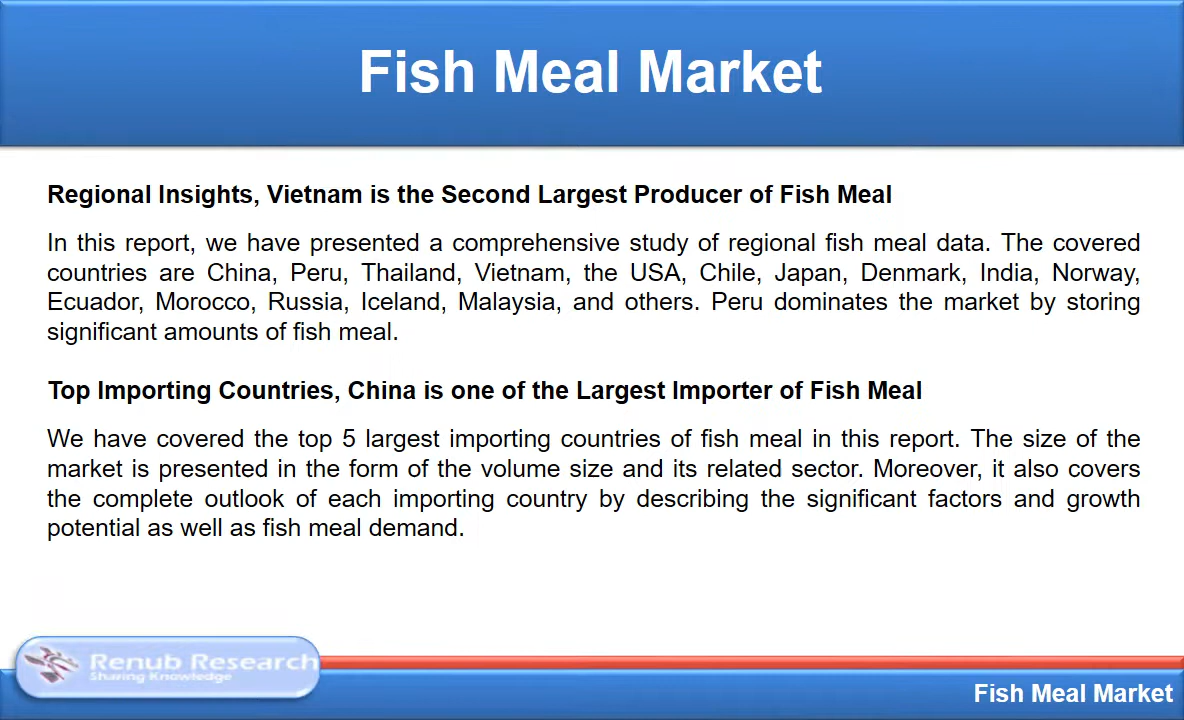 Fish Meal Market
Regional Insights, Vietnam is the Second Largest Producer of Fish Meal
In this report, we have presented a comprehensive study of regional fish meal data. The covered
countries are China, Peru, Thailand, Vietnam, the USA, Chile, Japan, Denmark, India, Norway,
Ecuador, Morocco, Russia, Iceland, Malaysia, and others. Peru dominates the market by storing
significant amounts of fish meal.
Top Importing Countries, China is one of the Largest Importer of Fish Meal
We have covered the top 5 largest importing countries of fish meal in this report. The size of the
market is presented in the form of the volume size and its related sector. Moreover, it also covers
the complete outlook of each importing country by describing the significant factors and growth
potential as well as fish meal demand.
Renub Research
Sharing Knowledge
Fish Meal Market